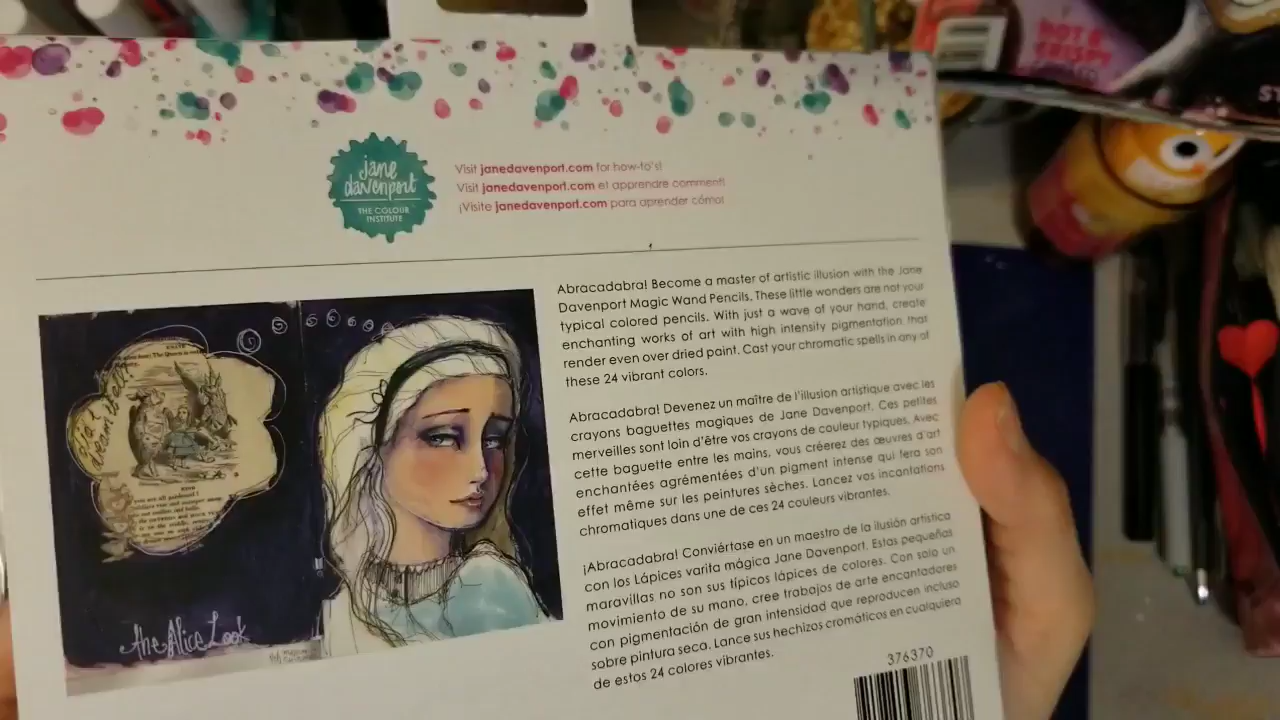 jane
davenport
THE COLOUR
INSTITUTE
Visit janedavenport.com for how-to's!
Visit janedavenport.com et apprendre comment!
¡Visite janedavenport.com para aprender cómo!
Abracadabra! Become a master of artistic illusion with the Jane
Davenport Magic Wand Pencils. These little wonders are not your
typical colored pencils. With just a wave of your hand, create
enchanting works of art with high intensity pigmentation that
render even over dried paint. Cast your chromatic spells in any of
these 24 vibrant colors.
Abracadabra! Devenez un maître de l'illusion artistique avec les
crayons baguettes magiques de Jane Davenport. Ces petites
merveilles sont loin d'être vos crayons de couleur typiques. Avec
cette baguette entre les mains, vous créerez des œuvres d'art
enchantées agrémentées d'un pigment intense qui fera son
effet même sur les peintures sèches. Lancez vos incantations
chromatiques dans une de ces 24 couleurs vibrantes.
¡Abracadabra! Conviértase en un maestro de la ilusión artística
con los Lápices varita mágica Jane Davenport. Estas pequeñas
maravillas no son sus típicos lápices de colores. Con solo un
movimiento de su mano, cree trabajos de arte encantadores
con pigmentación de gran intensidad que reproducen incluso
sobre pintura seca. Lance sus hechizos cromáticos en cualquiera
de estos 24 colores vibrantes.
the Alice Look
376370